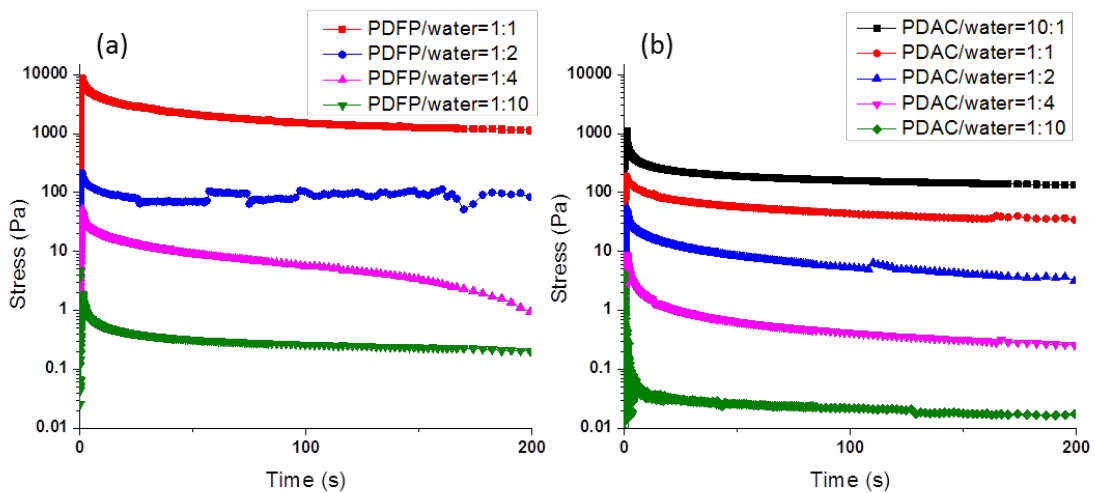 (a)
PDFP/water=1:1
PDFP/water=1:2
PDFP/water=1:4
PDFP/water=1:10
10000
1000
100
10
1
0.1
0.01
0
100
200
Stress (Pa)
Time (s)
(b)
PDAC/water=10:1
PDAC/water=1:1
PDAC/water=1:2
PDAC/water=1:4
PDAC/water=1:10
10000
1000
100
10
1
0.1
0.01
0
100
200
Stress (Pa)
Time (s)